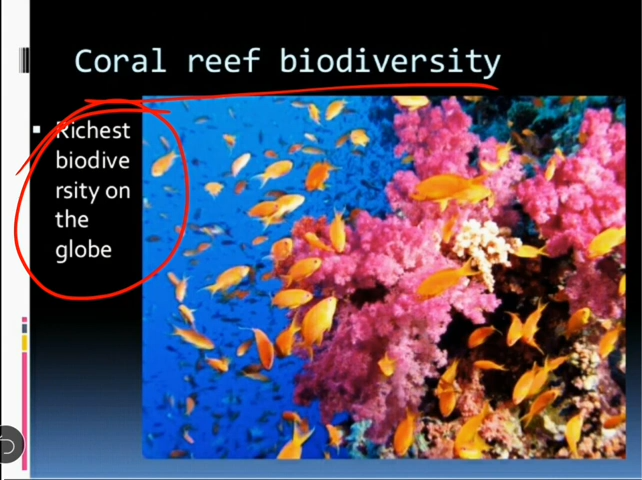 Coral reef biodiversity
Richest
biodive
rsity on
the
globe